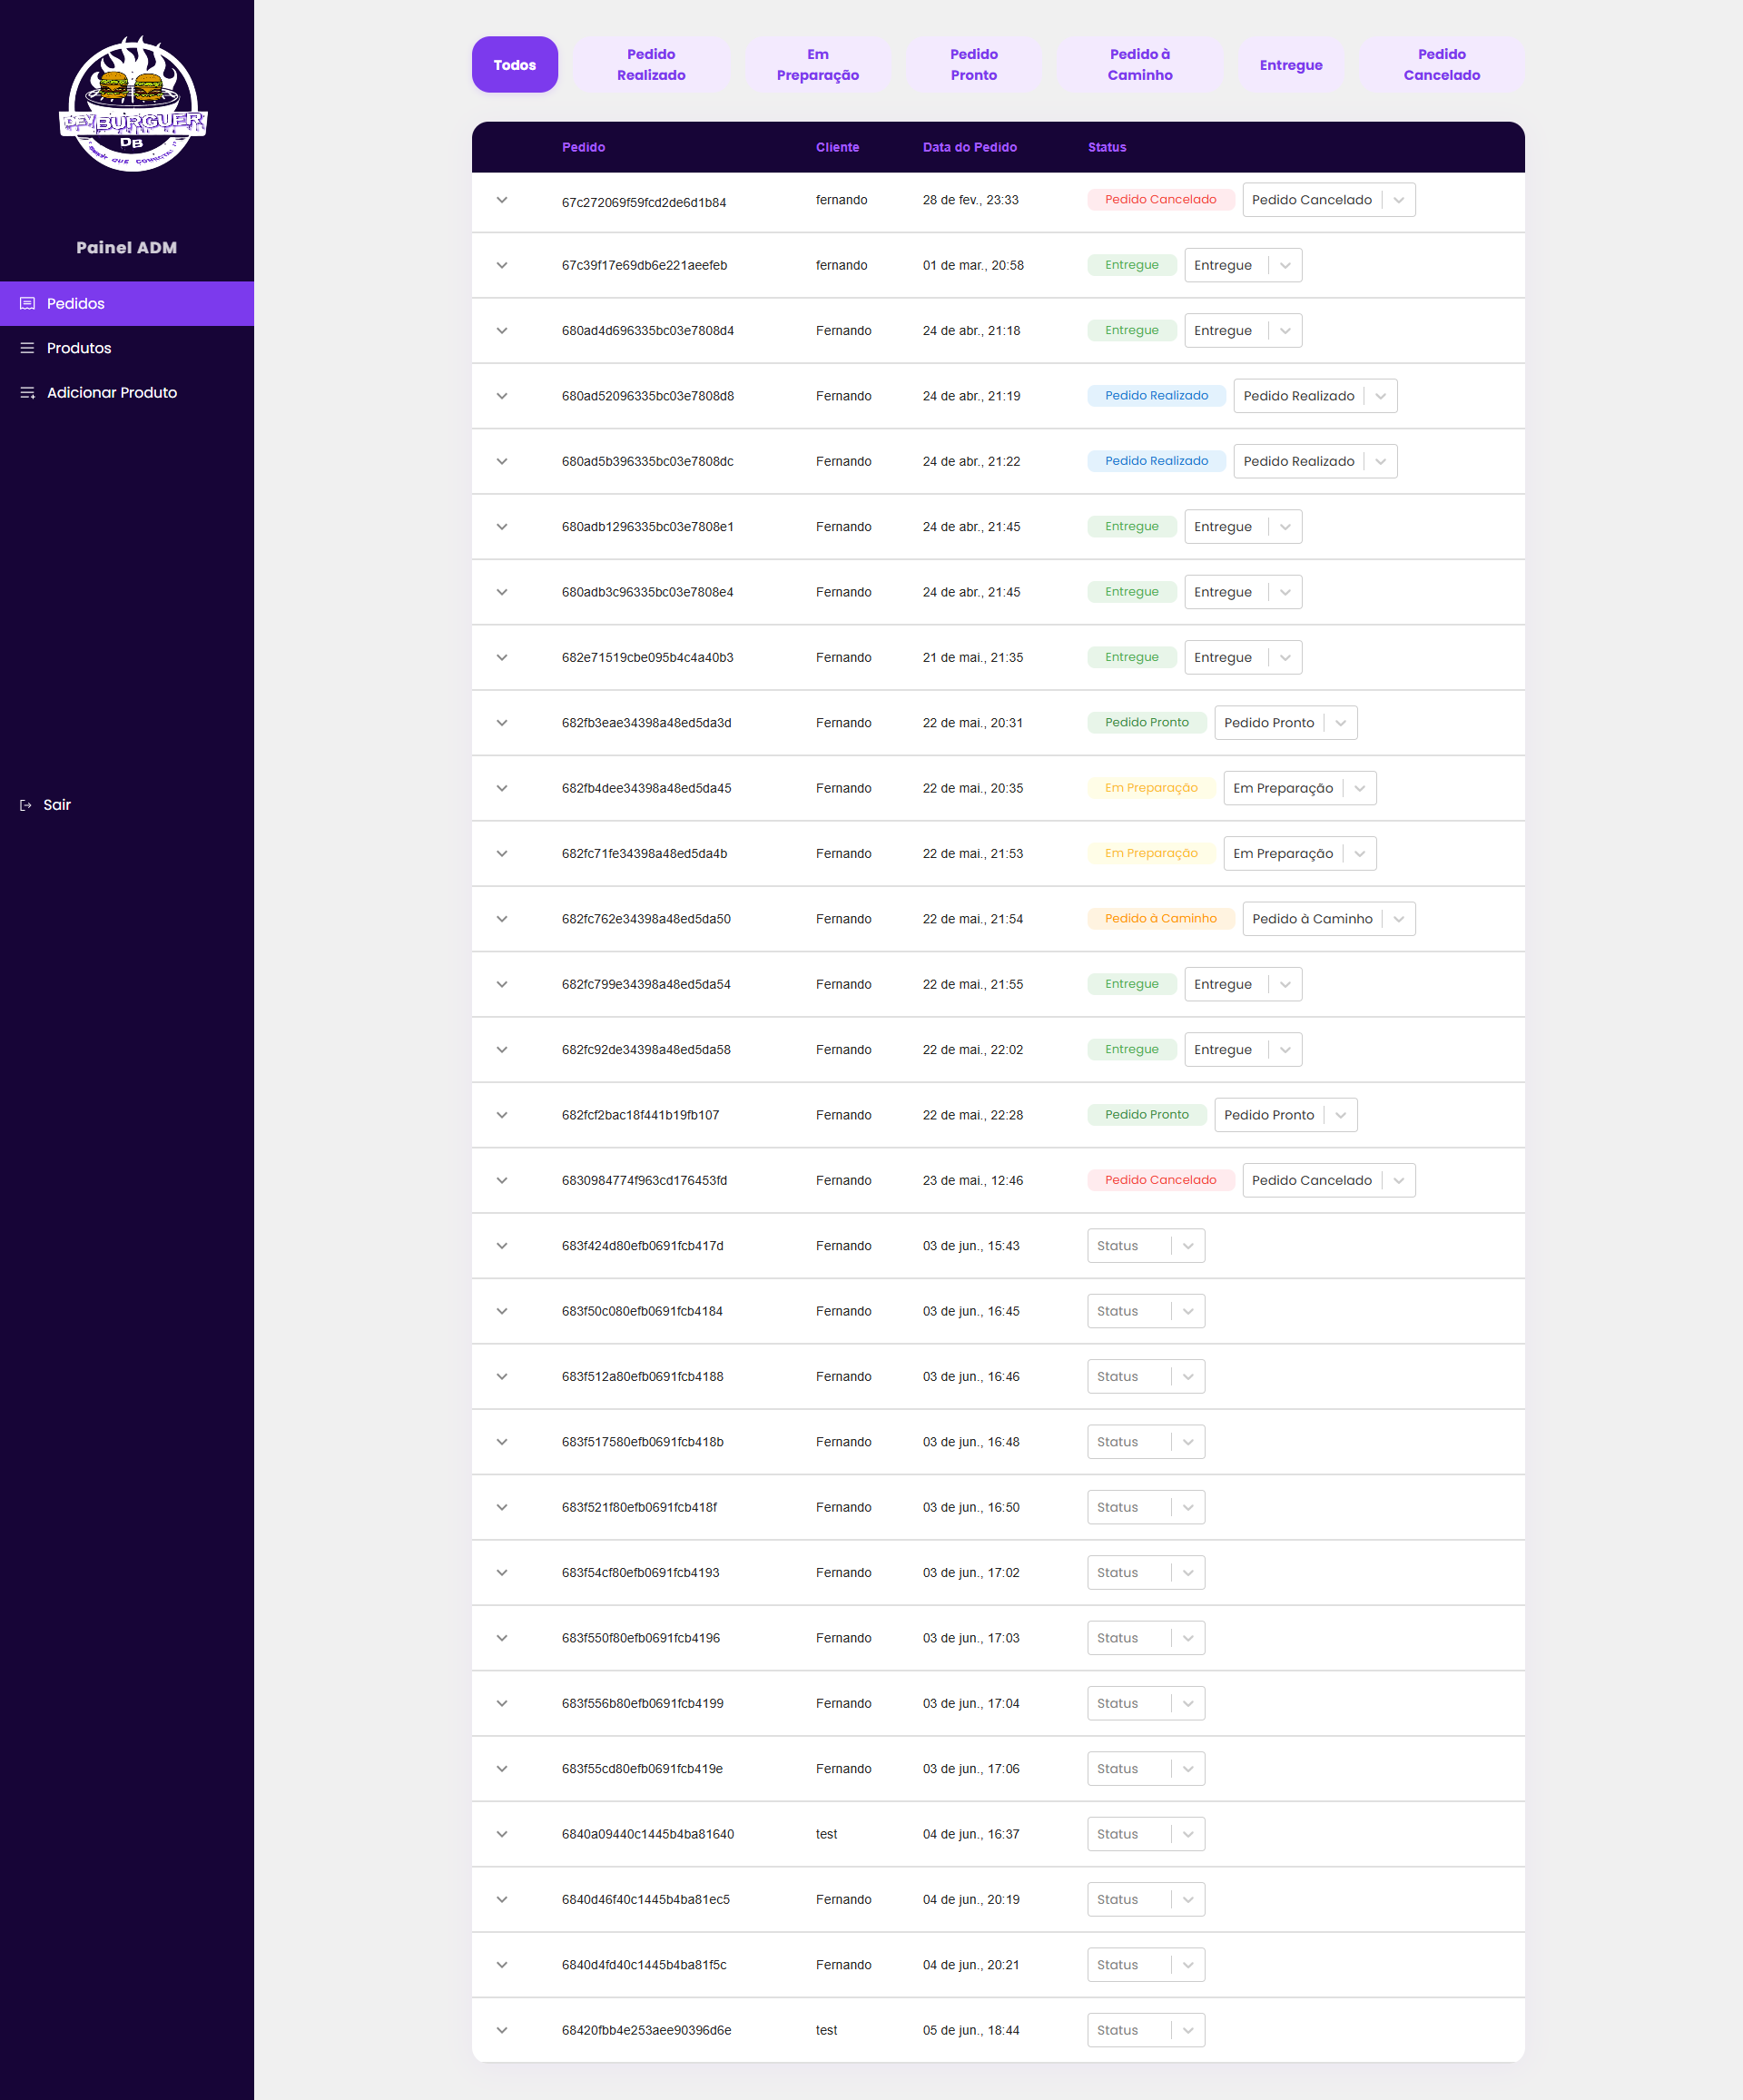 DEV BURGUER
DB
Painel ADM
Pedidos
Produtos
Adicionar Produto
Sair
Todos
Pedido
Realizado
Em
Preparação
Pedido
Pronto
Pedido à
Caminho
Entregue
Pedido
Cancelado
Pedido Cliente Data do Pedido Status
67c272069f59fcd2de6d1b84 fernando 28 de fev., 23:33 Pedido Cancelado Pedido Cancelado
67c39f17e69db6e221aeefeb fernando 01 de mar., 20:58 Entregue Entregue
680ad4d696335bc03e7808d4 Fernando 24 de abr., 21:18 Entregue Entregue
680ad52096335bc03e7808d8 Fernando 24 de abr., 21:19 Pedido Realizado Pedido Realizado
680ad5b396335bc03e7808dc Fernando 24 de abr., 21:22 Pedido Realizado Pedido Realizado
680adb1296335bc03e7808e1 Fernando 24 de abr., 21:45 Entregue Entregue
680adb3c96335bc03e7808e4 Fernando 24 de abr., 21:45 Entregue Entregue
682e71519cbe095b4c4a40b3 Fernando 21 de mai., 21:35 Entregue Entregue
682fb3eae34398a48ed5da3d Fernando 22 de mai., 20:31 Pedido Pronto Pedido Pronto
682fb4dee34398a48ed5da45 Fernando 22 de mai., 20:35 Em Preparação Em Preparação
682fc71fe34398a48ed5da4b Fernando 22 de mai., 21:53 Em Preparação Em Preparação
682fc762e34398a48ed5da50 Fernando 22 de mai., 21:54 Pedido à Caminho Pedido à Caminho
682fc799e34398a48ed5da54 Fernando 22 de mai., 21:55 Entregue Entregue
682fc92de34398a48ed5da58 Fernando 22 de mai., 22:02 Entregue Entregue
682fcf2bac18f441b19fb107 Fernando 22 de mai., 22:28 Pedido Pronto Pedido Pronto
6830984774f963cd176453fd Fernando 23 de mai., 12:46 Pedido Cancelado Pedido Cancelado
683f424d80efb0691fcb417d Fernando 03 de jun., 15:43 Status
683f50c080efb0691fcb4184 Fernando 03 de jun., 16:45 Status
683f512a80efb0691fcb4188 Fernando 03 de jun., 16:46 Status
683f517580efb0691fcb418b Fernando 03 de jun., 16:48 Status
683f521f80efb0691fcb418f Fernando 03 de jun., 16:50 Status
683f54cf80efb0691fcb4193 Fernando 03 de jun., 17:02 Status
683f550f80efb0691fcb4196 Fernando 03 de jun., 17:03 Status
683f556b80efb0691fcb4199 Fernando 03 de jun., 17:04 Status
683f55cd80efb0691fcb419e Fernando 03 de jun., 17:06 Status
6840a09440c1445b4ba81640 test 04 de jun., 16:37 Status
6840d46f40c1445b4ba81ec5 Fernando 04 de jun., 20:19 Status
6840d4fd40c1445b4ba81f5c Fernando 04 de jun., 20:21 Status
68420fbb4e253aee90396d6e test 05 de jun., 18:44 Status